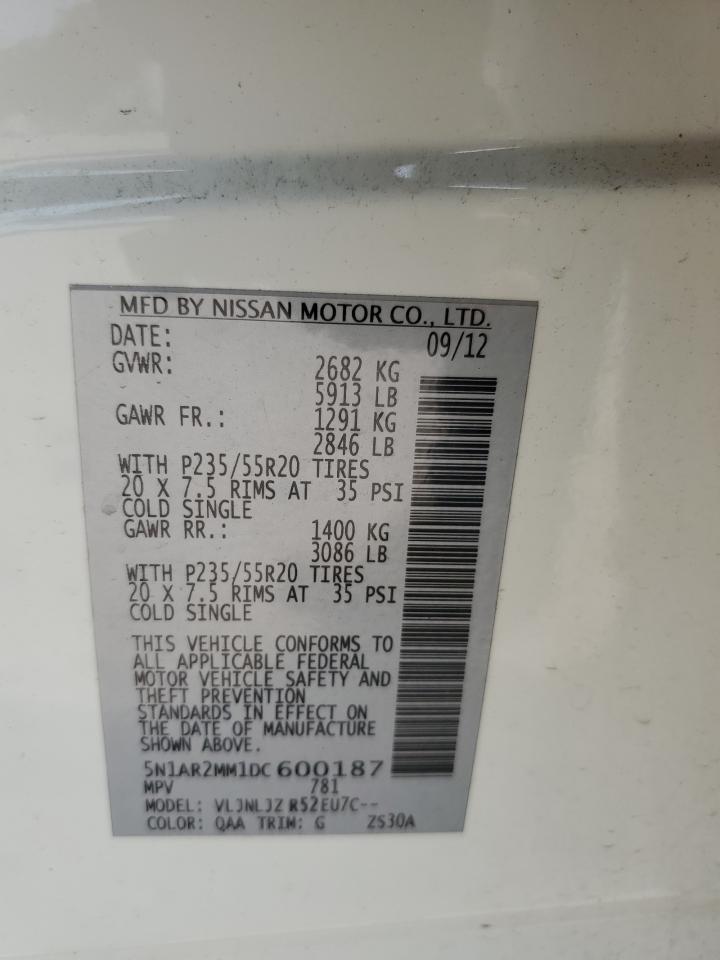 MFD BY NISSAN MOTOR CO., LTD.
DATE: 09/12
GVWR: 2682 KG
5913 LB
GAWR FR.: 1291 KG
2846 LB
WITH P235/55R20 TIRES
20 X 7.5 RIMS AT 35 PSI
COLD SINGLE
GAWR RR.: 1400 KG
3086 LB
WITH P235/55R20 TIRES
20 X 7.5 RIMS AT 35 PSI
COLD SINGLE
THIS VEHICLE CONFORMS TO
ALL APPLICABLE FEDERAL
MOTOR VEHICLE SAFETY AND
THEFT PREVENTION
STANDARDS IN EFFECT ON
THE DATE OF MANUFACTURE
SHOWN ABOVE.
5N1AR2MM1DC600187
MPV 781
MODEL: VLJNLJZ R52EU7C--
COLOR: QAA TRIM: G ZS30A